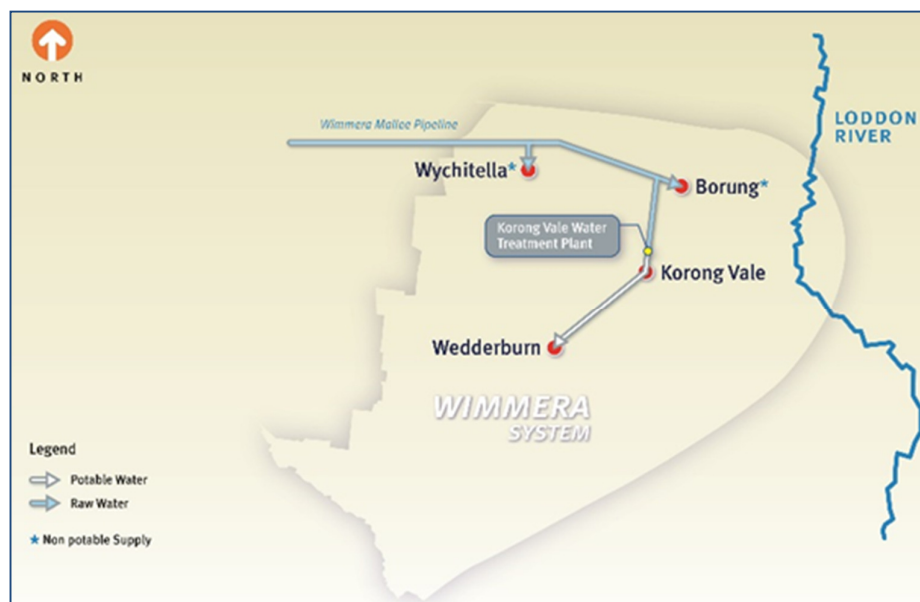 NORTH
Wimmera Mallee Pipeline
LODDON
RIVER
Wychitella*
Borung*
Korong Vale Water
Treatment Plant
Korong Vale
Wedderburn
WIMMERA
SYSTEM
Legend
Potable Water
Raw Water
* Non potable Supply